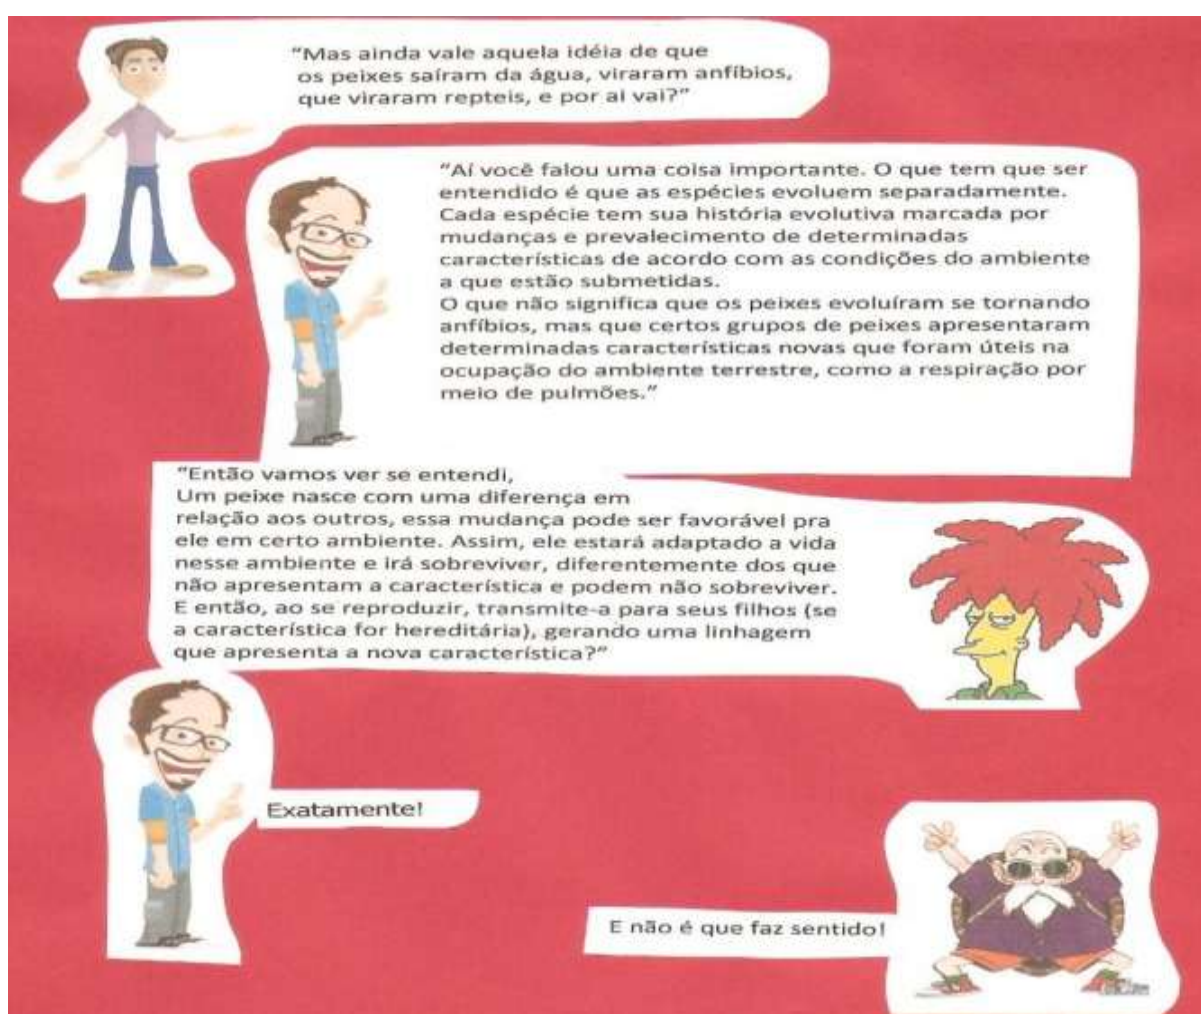 “Mas ainda vale aquela idéia de que
os peixes saíram da água, viraram anfíbios,
que viraram repteis, e por ai vai?”
“Aí você falou uma coisa importante. O que tem que ser
entendido é que as espécies evoluem separadamente.
Cada espécie tem sua história evolutiva marcada por
mudanças e prevalecimento de determinadas
características de acordo com as condições do ambiente
a que estão submetidas.
O que não significa que os peixes evoluíram se tornando
anfíbios, mas que certos grupos de peixes apresentaram
determinadas características novas que foram úteis na
ocupação do ambiente terrestre, como a respiração por
meio de pulmões.”
“Então vamos ver se entendi,
Um peixe nasce com uma diferença em
relação aos outros, essa mudança pode ser favorável pra
ele em certo ambiente. Assim, ele estará adaptado a vida
nesse ambiente e irá sobreviver, diferentemente dos que
não apresentam a característica e podem não sobreviver.
E então, ao se reproduzir, transmite-a para seus filhos (se
a característica for hereditária), gerando uma linhagem
que apresenta a nova característica?”
Exatamente!
E não é que faz sentido!